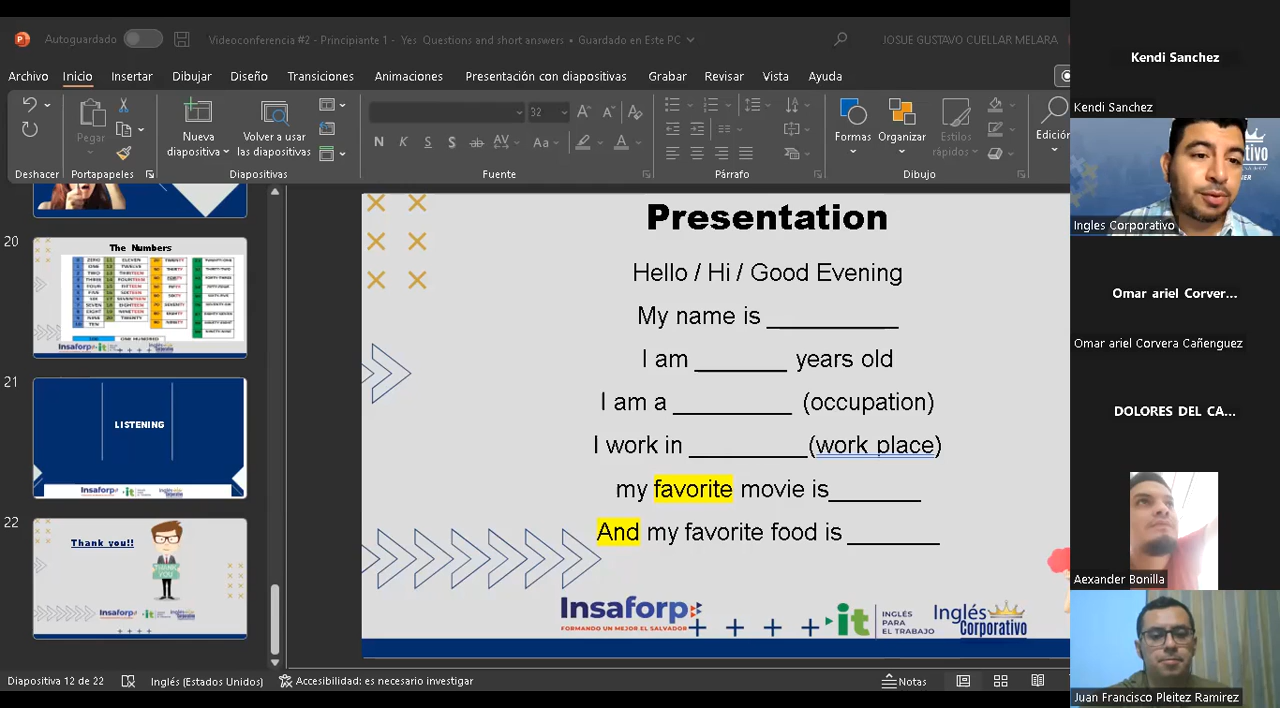 Autoguardado
Videoconferencia #2 - Principiante 1 - Yes Questions and short answers • Guardado en Este PC
JOSUE GUSTAVO CUELLAR MELARA
Archivo Inicio Insertar Dibujar Diseño Transiciones Animaciones Presentación con diapositivas Grabar Revisar Vista Ayuda
Pegar
Nueva diapositiva
Volver a usar las diapositivas
32
N K S S ab AV Aa A
Formas Organizar Estilos rápidos Edición
Deshacer Portapapeles Diapositivas Fuente Párrafo Dibujo
20
The Numbers
21
LISTENING
22
Thank you!!
THANK YOU
Presentation
Hello / Hi / Good Evening
My name is __________
I am _______ years old
I am a _________ (occupation)
I work in _________(work place)
my favorite movie is_______
And my favorite food is _______
Insaforp
FORMANDO UN MEJOR EL SALVADOR
it INGLÉS PARA EL TRABAJO
Inglés Corporativo
Diapositiva 12 de 22 Inglés (Estados Unidos) Accesibilidad: es necesario investigar Notas
Kendi Sanchez
Kendi Sanchez
Ingles Corporativo
Omar ariel Corver...
Omar ariel Corvera Cañenguez
DOLORES DEL CA...
Aexander Bonilla
Juan Francisco Pleitez Ramirez